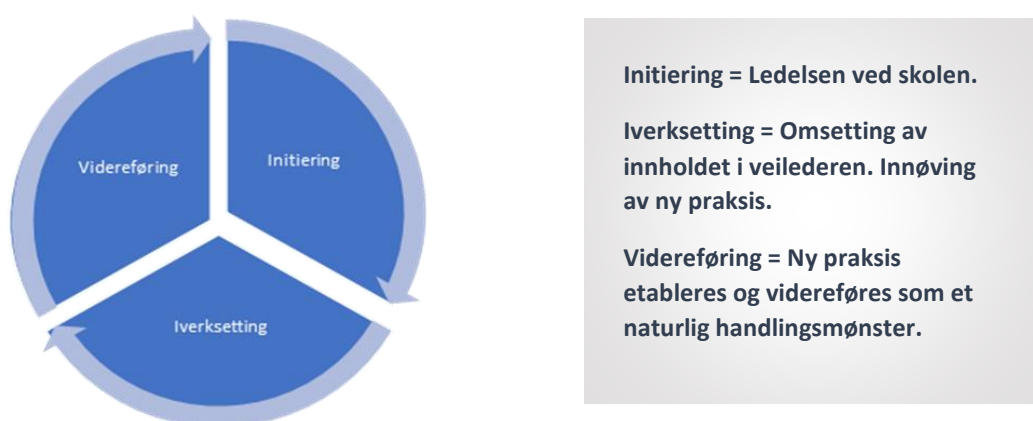 Videreføring
Initiering
Iverksetting
Initiering = Ledelsen ved skolen.
Iverksetting = Omsetting av
innholdet i veilederen. Innøving
av ny praksis.
Videreføring = Ny praksis
etableres og videreføres som et
naturlig handlingsmønster.